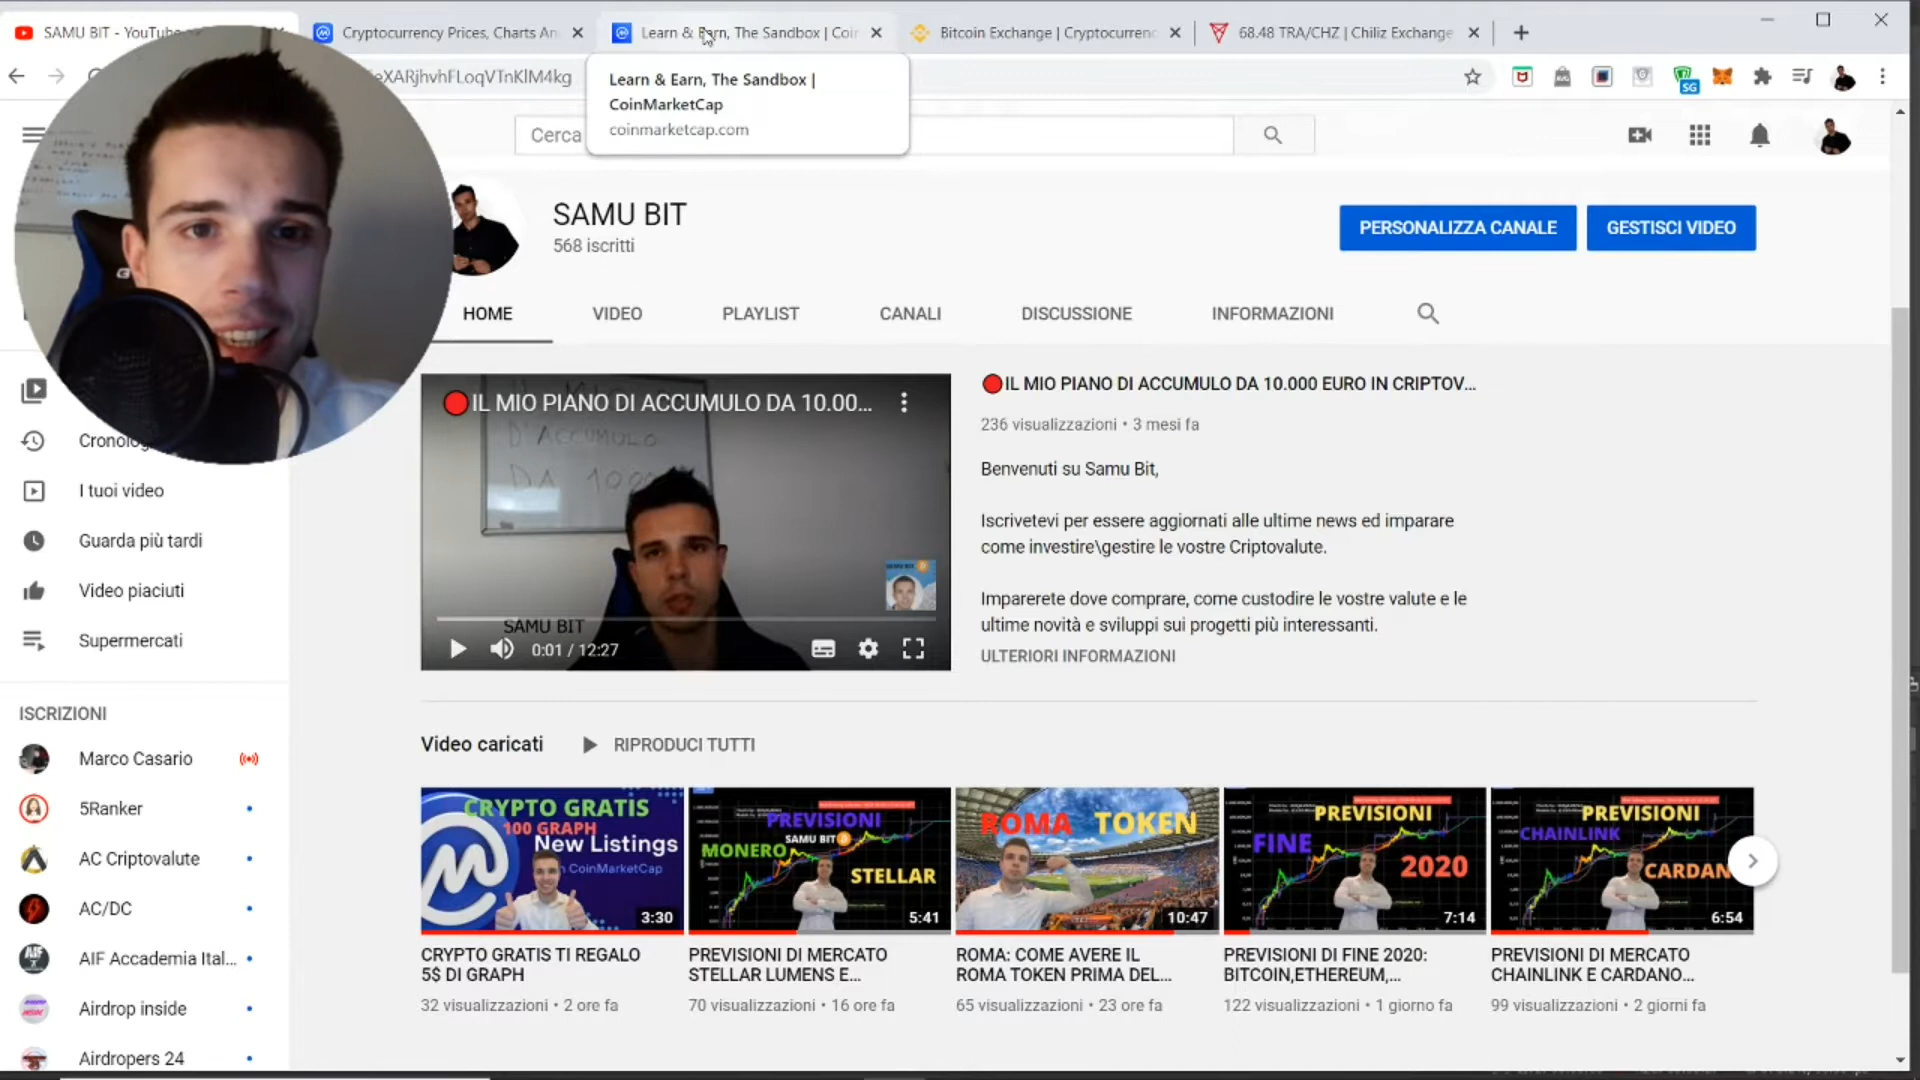 SAMU BIT - YouTube
Cryptocurrency Prices, Charts An
Learn & Earn, The Sandbox | Coin
Bitcoin Exchange | Cryptocurrenc
68.48 TRA/CHZ | Chiliz Exchange
eXARjhvhFLoqVTnKlM4kg
Learn & Earn, The Sandbox |
CoinMarketCap
coinmarketcap.com
SG
Cerca
SAMU BIT
568 iscritti
PERSONALIZZA CANALE
GESTISCI VIDEO
HOME
VIDEO
PLAYLIST
CANALI
DISCUSSIONE
INFORMAZIONI
IL MIO PIANO DI ACCUMULO DA 10.00...
D'ACCUMULO
SAMU BIT
0:01 / 12:27
IL MIO PIANO DI ACCUMULO DA 10.000 EURO IN CRIPTOV...
236 visualizzazioni • 3 mesi fa
Benvenuti su Samu Bit,
Iscrivetevi per essere aggiornati alle ultime news ed imparare
come investire\gestire le vostre Criptovalute.
Imparerete dove comprare, come custodire le vostre valute e le
ultime novità e sviluppi sui progetti più interessanti.
ULTERIORI INFORMAZIONI
I tuoi video
Guarda più tardi
Video piaciuti
Supermercati
ISCRIZIONI
Marco Casario
5Ranker
AC Criptovalute
AC/DC
AIF Accademia Ital...
Airdrop inside
Airdropers 24
Video caricati
RIPRODUCI TUTTI
CRYPTO GRATIS
100 GRAPH
New Listings
on CoinMarketCap
3:30
CRYPTO GRATIS TI REGALO
5$ DI GRAPH
32 visualizzazioni • 2 ore fa
PREVISIONI
SAMU BIT
MONERO
STELLAR
5:41
PREVISIONI DI MERCATO
STELLAR LUMENS E...
70 visualizzazioni • 16 ore fa
ROMA TOKEN
10:47
ROMA: COME AVERE IL
ROMA TOKEN PRIMA DEL...
65 visualizzazioni • 23 ore fa
PREVISIONI
FINE
2020
7:14
PREVISIONI DI FINE 2020:
BITCOIN,ETHEREUM,...
122 visualizzazioni • 1 giorno fa
PREVISIONI
CHAINLINK
CARDAN
6:54
PREVISIONI DI MERCATO
CHAINLINK E CARDANO...
99 visualizzazioni • 2 giorni fa